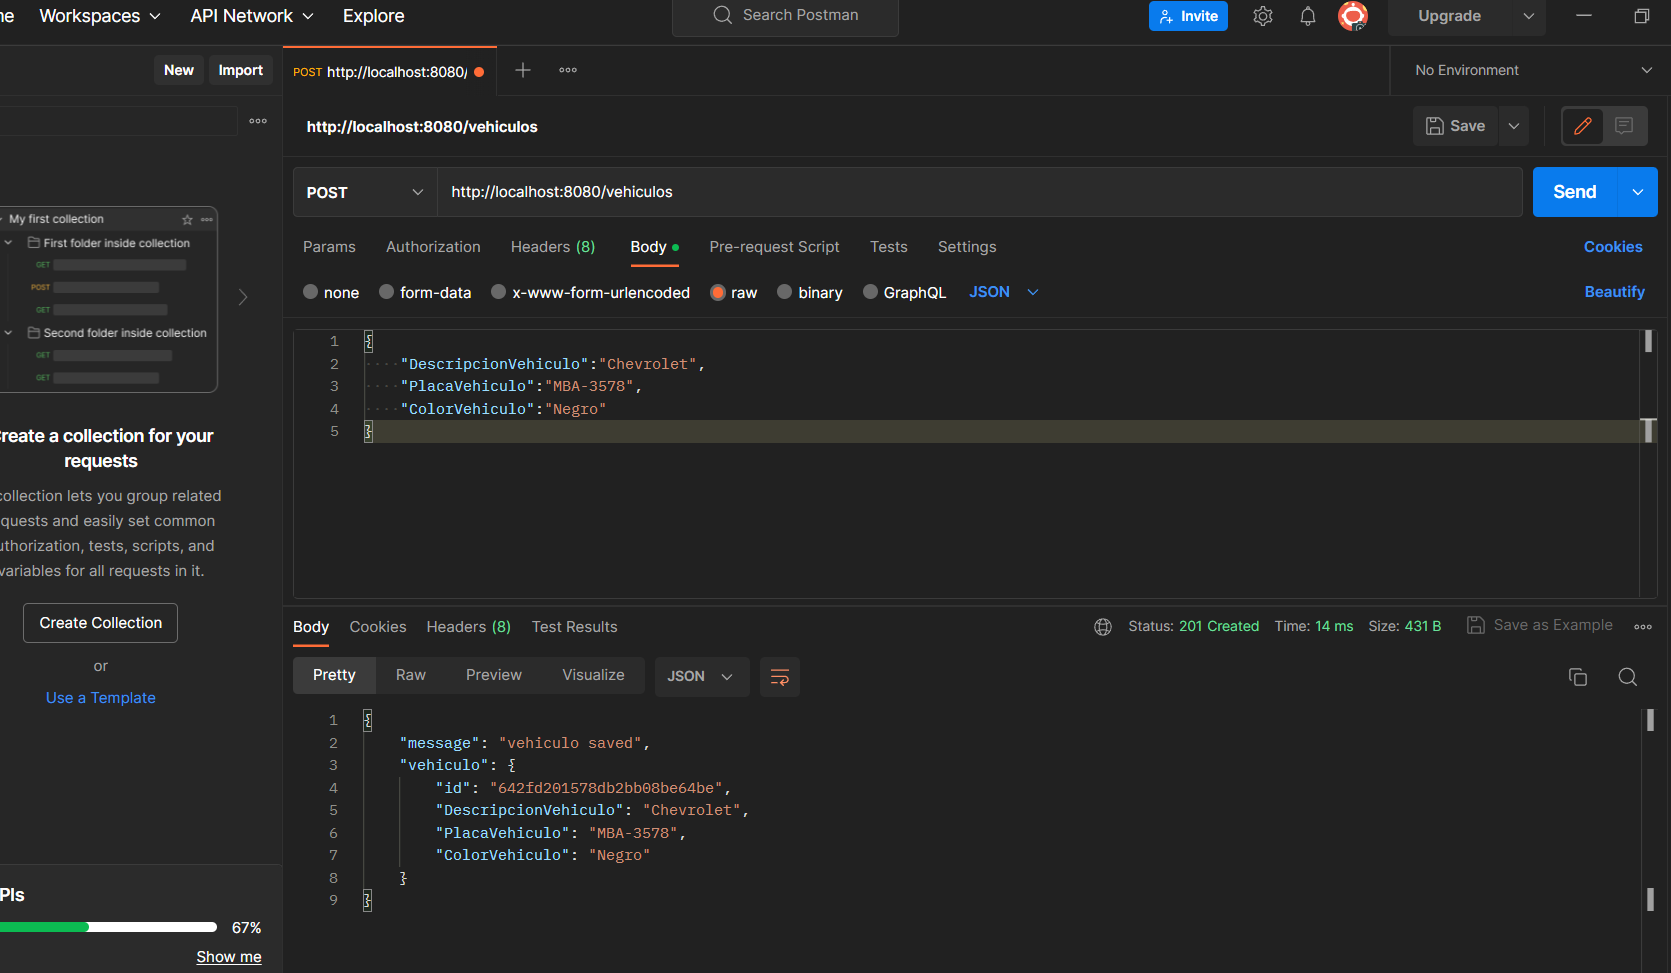 me Workspaces API Network Explore Search Postman Invite Upgrade
New Import POST http://localhost:8080/ No Environment
http://localhost:8080/vehiculos Save
POST http://localhost:8080/vehiculos Send
Params Authorization Headers (8) Body Pre-request Script Tests Settings Cookies
none form-data x-www-form-urlencoded raw binary GraphQL JSON Beautify
1 {
2 "DescripcionVehiculo":"Chevrolet",
3 "PlacaVehiculo":"MBA-3578",
4 "ColorVehiculo":"Negro"
5 }
My first collection
First folder inside collection
GET
POST
GET
Second folder inside collection
GET
GET
reate a collection for your
requests
collection lets you group related
quests and easily set common
uthorization, tests, scripts, and
variables for all requests in it.
Create Collection
or
Use a Template
PIs
67%
Show me
Body Cookies Headers (8) Test Results Status: 201 Created Time: 14 ms Size: 431 B Save as Example
Pretty Raw Preview Visualize JSON
1 {
2 "message": "vehiculo saved",
3 "vehiculo": {
4 "id": "642fd201578db2bb08be64be",
5 "DescripcionVehiculo": "Chevrolet",
6 "PlacaVehiculo": "MBA-3578",
7 "ColorVehiculo": "Negro"
8 }
9 }